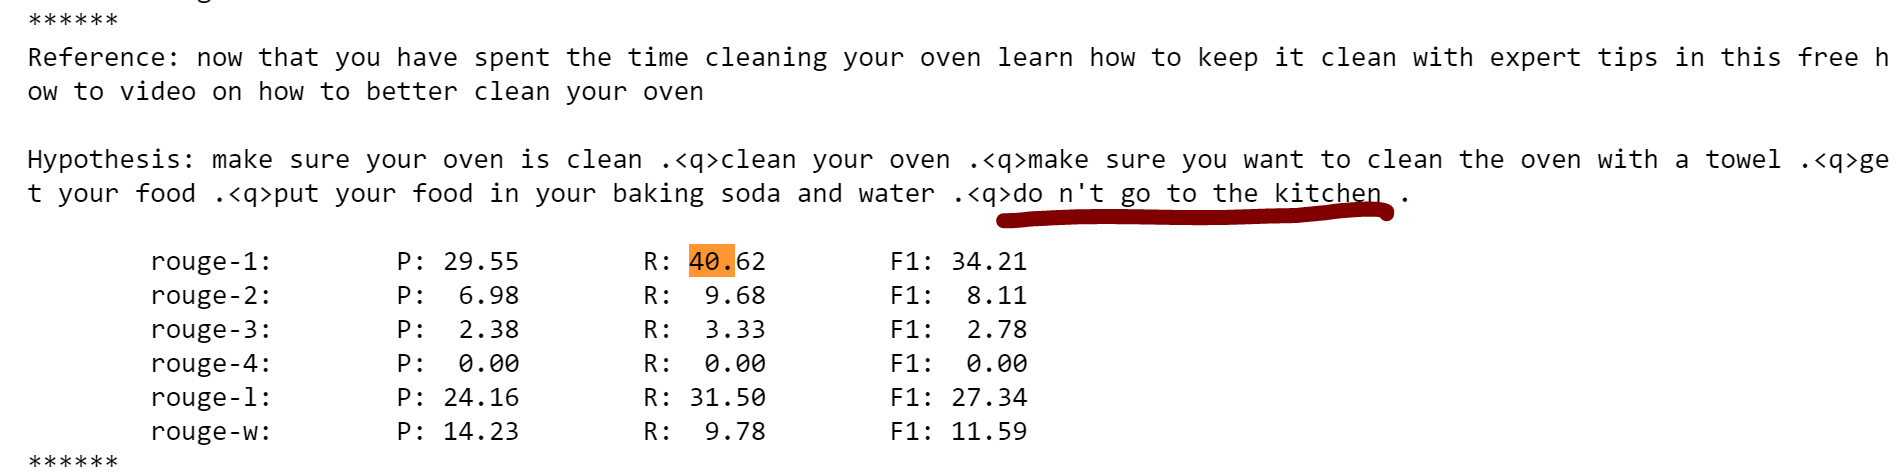 ******
Reference: now that you have spent the time cleaning your oven learn how to keep it clean with expert tips in this free h
ow to video on how to better clean your oven
Hypothesis: make sure your oven is clean .<q>clean your oven .<q>make sure you want to clean the oven with a towel .<q>ge
t your food .<q>put your food in your baking soda and water .<q>do n't go to the kitchen .
rouge-1: P: 29.55 R: 40.62 F1: 34.21
rouge-2: P: 6.98 R: 9.68 F1: 8.11
rouge-3: P: 2.38 R: 3.33 F1: 2.78
rouge-4: P: 0.00 R: 0.00 F1: 0.00
rouge-l: P: 24.16 R: 31.50 F1: 27.34
rouge-w: P: 14.23 R: 9.78 F1: 11.59
******